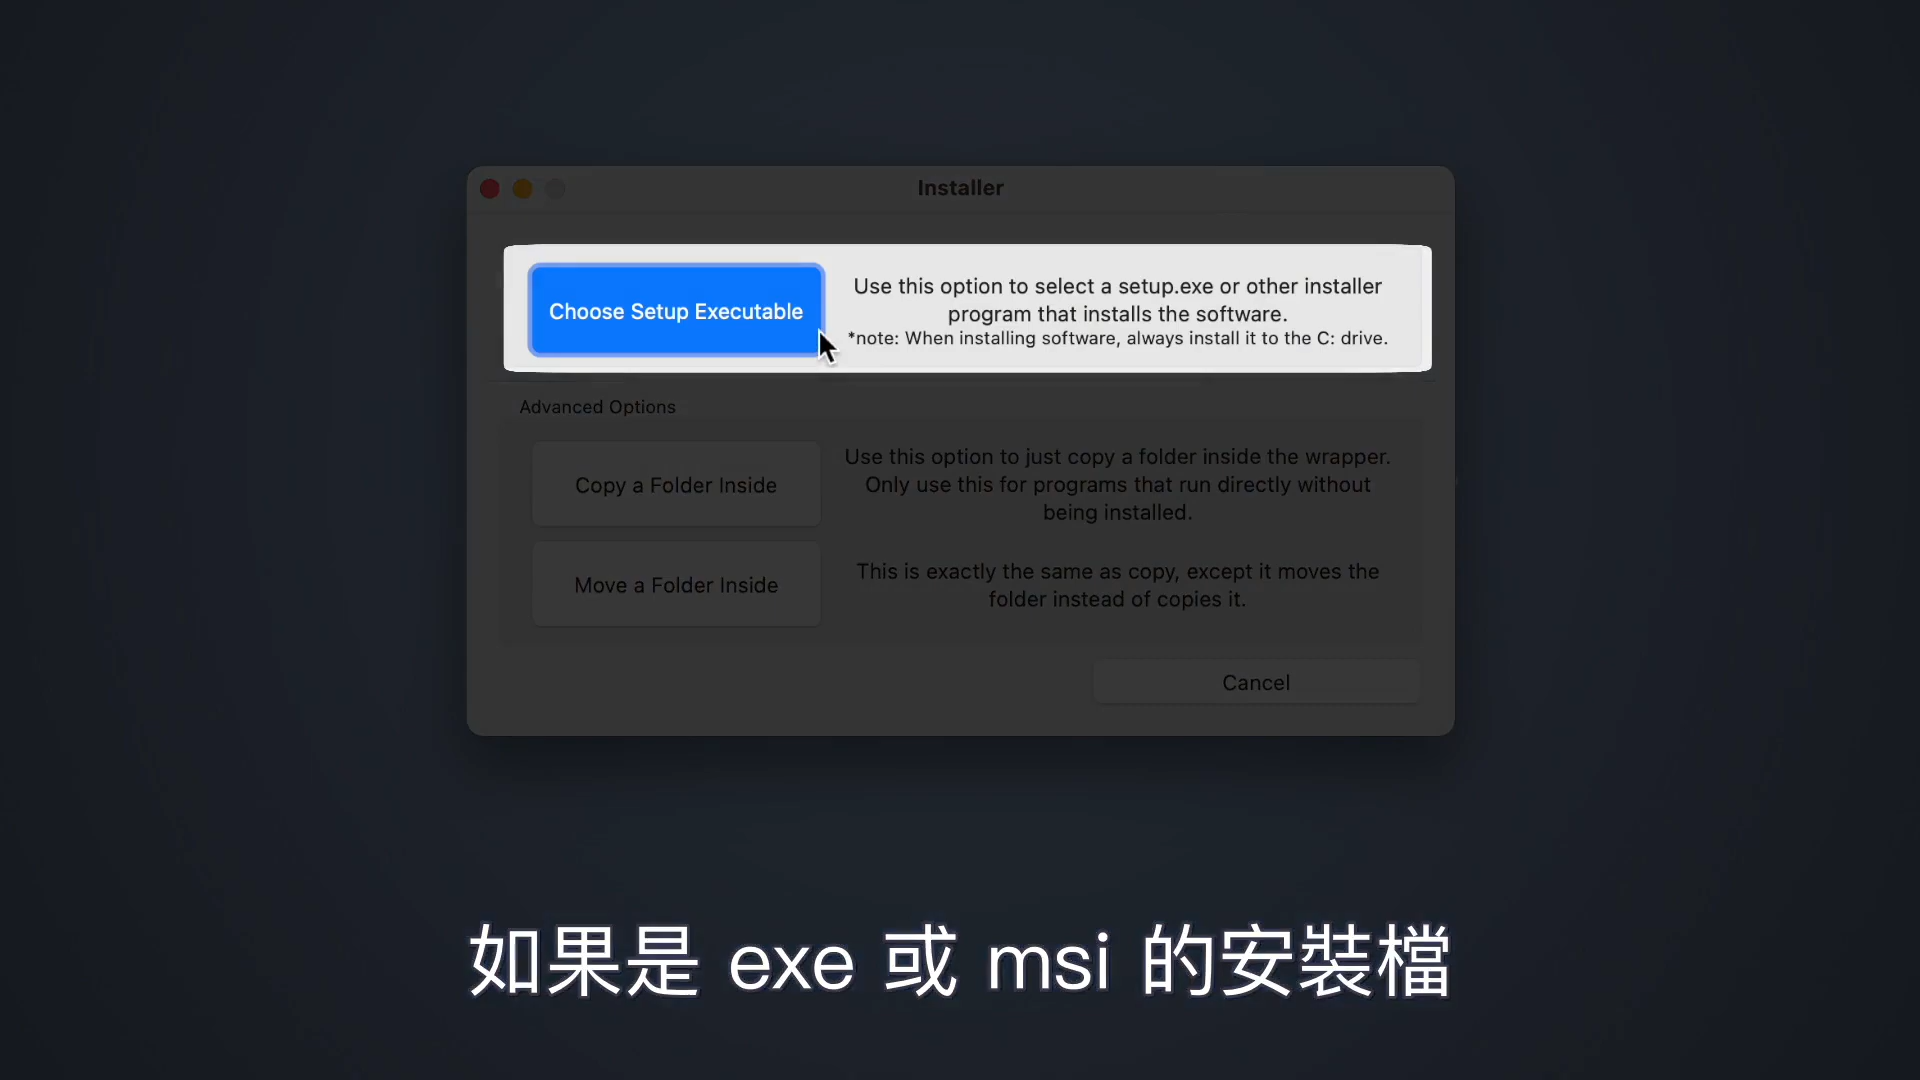 Installer
Choose Setup Executable
Use this option to select a setup.exe or other installer
program that installs the software.
*note: When installing software, always install it to the C: drive.
Advanced Options
Copy a Folder Inside
Use this option to just copy a folder inside the wrapper.
Only use this for programs that run directly without
being installed.
Move a Folder Inside
This is exactly the same as copy, except it moves the
folder instead of copies it.
Cancel
如果是 exe 或 msi 的安裝檔